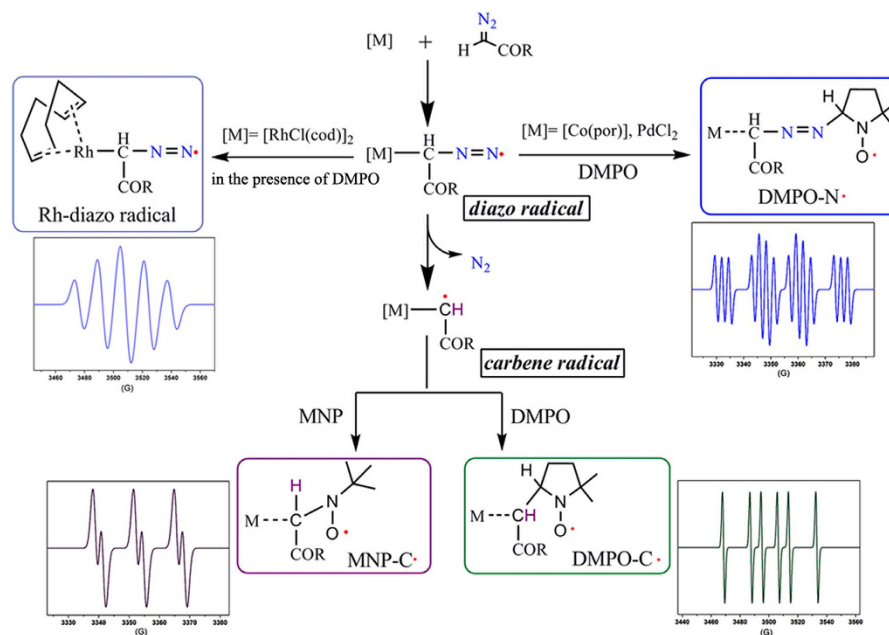 N₂
[M] + H COR
[M]= [RhCl(cod)]₂
in the presence of DMPO
Rh H C N=N• COR
Rh-diazo radical
[M] H C N=N• COR
diazo radical
[M]= [Co(por)], PdCl₂
DMPO
M H C N=N H N O• COR
DMPO-N•
3460 3480 3500 3520 3540 3560
(G)
N₂
3330 3340 3350 3360 3370 3380
(G)
[M] •CH COR
carbene radical
MNP
DMPO
M H C N O• COR
MNP-C•
H N O• M CH COR
DMPO-C•
3330 3340 3350 3360 3370 3380
(G)
3440 3460 3480 3500 3520 3540 3560
(G)